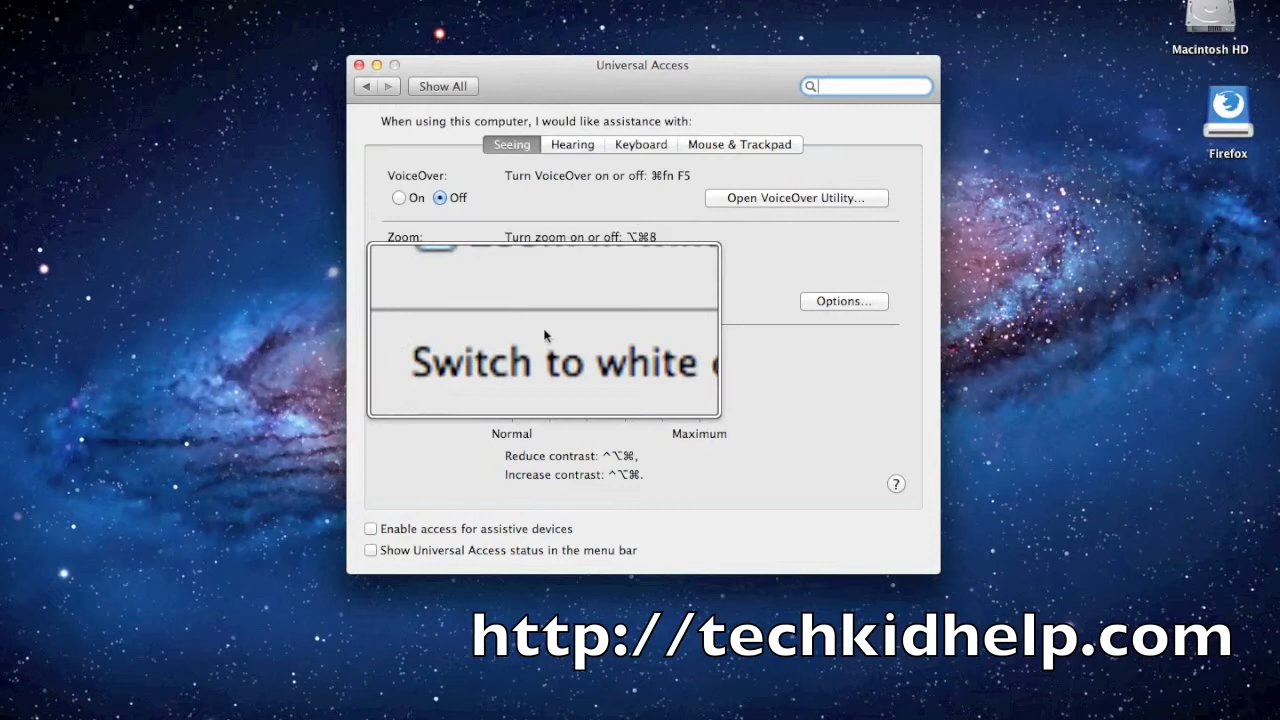 Macintosh HD
Firefox
Universal Access
Show All
When using this computer, I would like assistance with:
Seeing Hearing Keyboard Mouse & Trackpad
VoiceOver: Turn VoiceOver on or off: ⌘fn F5
On Off Open VoiceOver Utility...
Zoom: Turn zoom on or off: ⌥⌘8
Options...
Switch to white
Normal Maximum
Reduce contrast: ^⌥⌘,
Increase contrast: ^⌥⌘.
?
Enable access for assistive devices
Show Universal Access status in the menu bar
http://techkidhelp.com